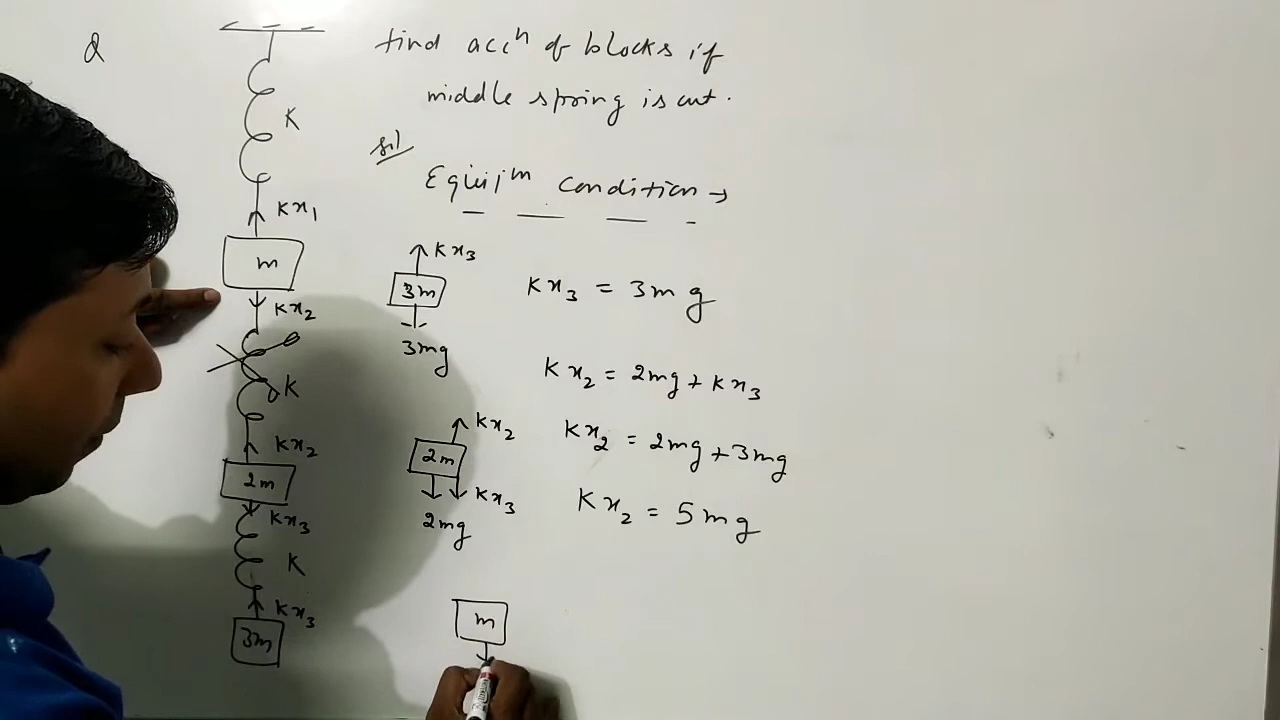 Q
find accⁿ of blocks if
middle spring is cut.
Sol
Equijᵐ condition →
K
Kx₁
m
Kx₂
K
Kx₂
2m
Kx₃
K
Kx₃
3m
Kx₃
3m
3mg
Kx₃ = 3mg
Kx₂ = 2mg + Kx₃
Kx₂
2m
Kx₃
2mg
Kx₂ = 2mg + 3mg
Kx₂ = 5mg
m